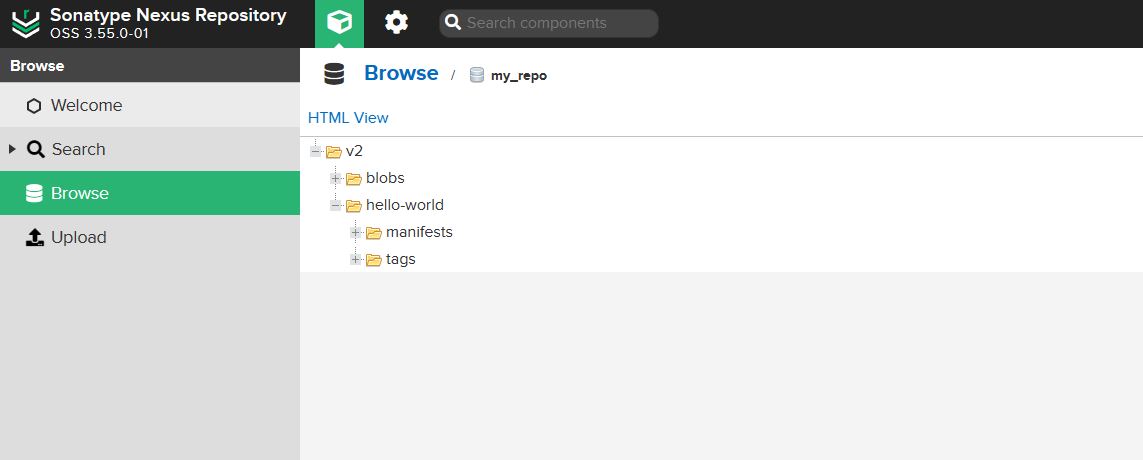 Sonatype Nexus Repository
OSS 3.55.0-01
Search components
Browse
Welcome
Search
Browse
Upload
Browse / my_repo
HTML View
v2
blobs
hello-world
manifests
tags